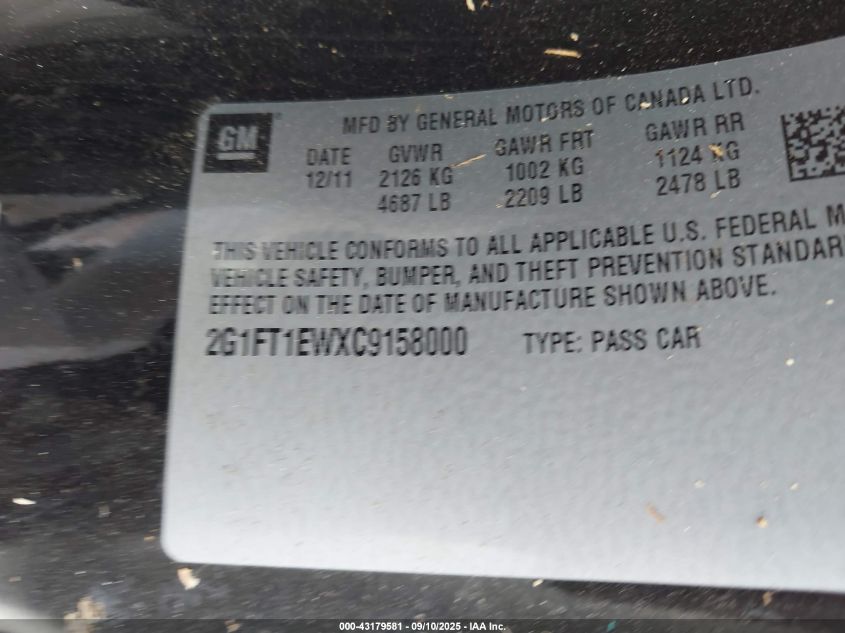 GM®
MFD BY GENERAL MOTORS OF CANADA LTD.
DATE GVWR GAWR FRT GAWR RR
12/11 2126 KG 1002 KG 1124 KG
4687 LB 2209 LB 2478 LB
THIS VEHICLE CONFORMS TO ALL APPLICABLE U.S. FEDERAL M
VEHICLE SAFETY, BUMPER, AND THEFT PREVENTION STANDAR
EFFECT ON THE DATE OF MANUFACTURE SHOWN ABOVE.
2G1FT1EWXC9158000 TYPE: PASS CAR
000-43179581 - 09/10/2025 - IAA Inc.